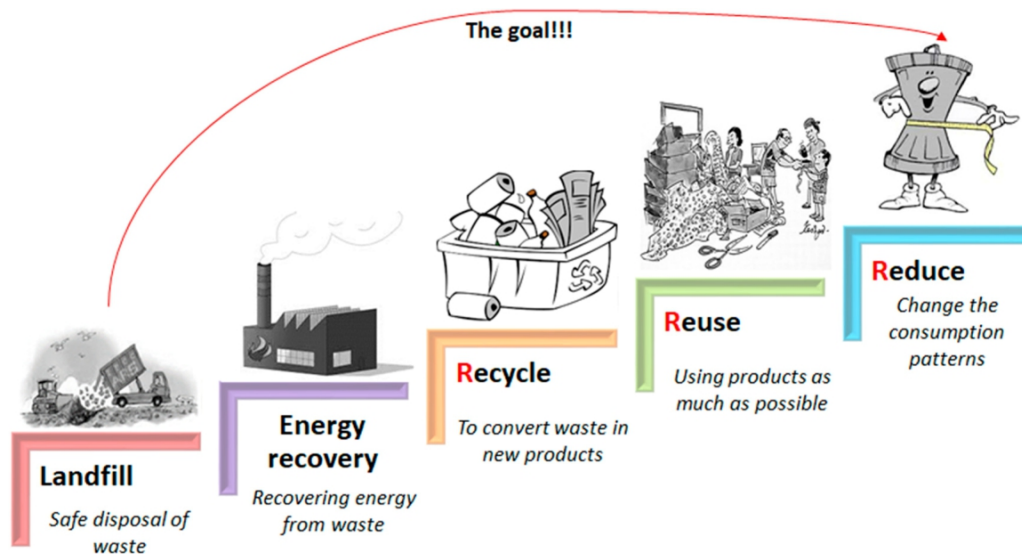 The goal!!!
Landfill
Safe disposal of
waste
Energy
recovery
Recovering energy
from waste
Recycle
To convert waste in
new products
Reuse
Using products as
much as possible
Reduce
Change the
consumption
patterns